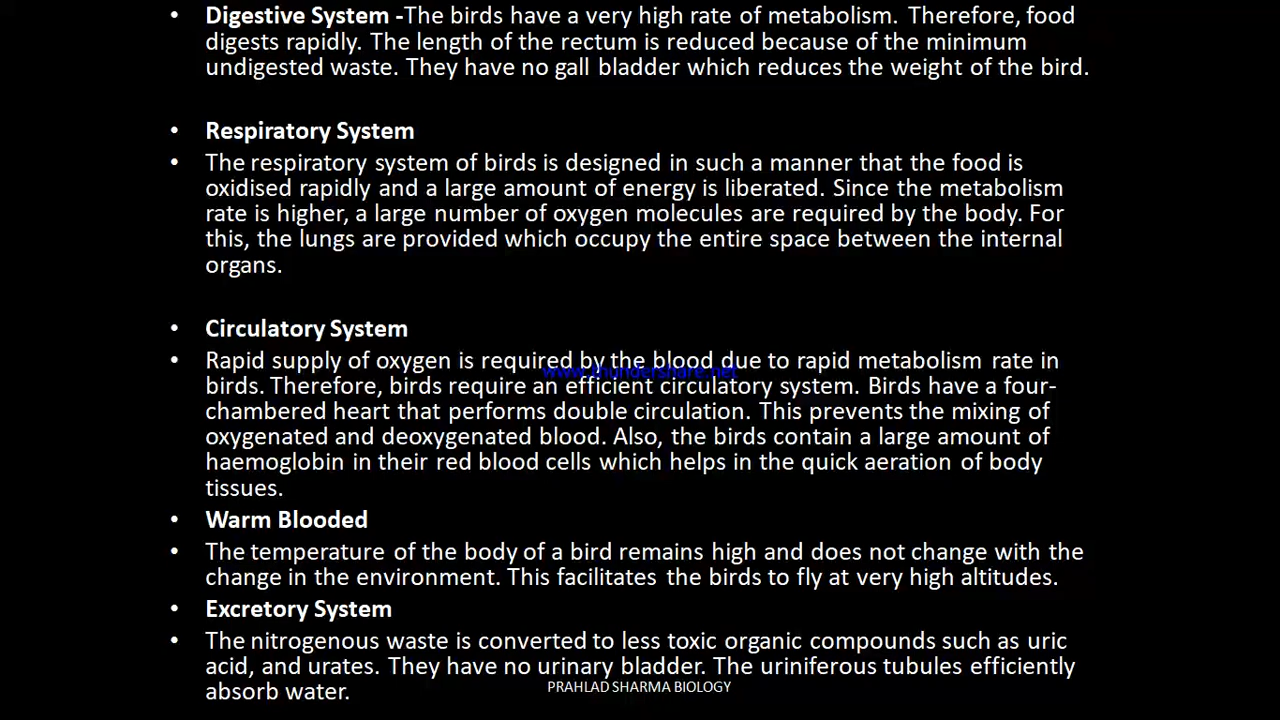 • Digestive System -The birds have a very high rate of metabolism. Therefore, food
digests rapidly. The length of the rectum is reduced because of the minimum
undigested waste. They have no gall bladder which reduces the weight of the bird.
• Respiratory System
• The respiratory system of birds is designed in such a manner that the food is
oxidised rapidly and a large amount of energy is liberated. Since the metabolism
rate is higher, a large number of oxygen molecules are required by the body. For
this, the lungs are provided which occupy the entire space between the internal
organs.
• Circulatory System
• Rapid supply of oxygen is required by the blood due to rapid metabolism rate in
www.thundershare.net
birds. Therefore, birds require an efficient circulatory system. Birds have a four-
chambered heart that performs double circulation. This prevents the mixing of
oxygenated and deoxygenated blood. Also, the birds contain a large amount of
haemoglobin in their red blood cells which helps in the quick aeration of body
tissues.
• Warm Blooded
• The temperature of the body of a bird remains high and does not change with the
change in the environment. This facilitates the birds to fly at very high altitudes.
• Excretory System
• The nitrogenous waste is converted to less toxic organic compounds such as uric
acid, and urates. They have no urinary bladder. The uriniferous tubules efficiently
absorb water.
PRAHLAD SHARMA BIOLOGY